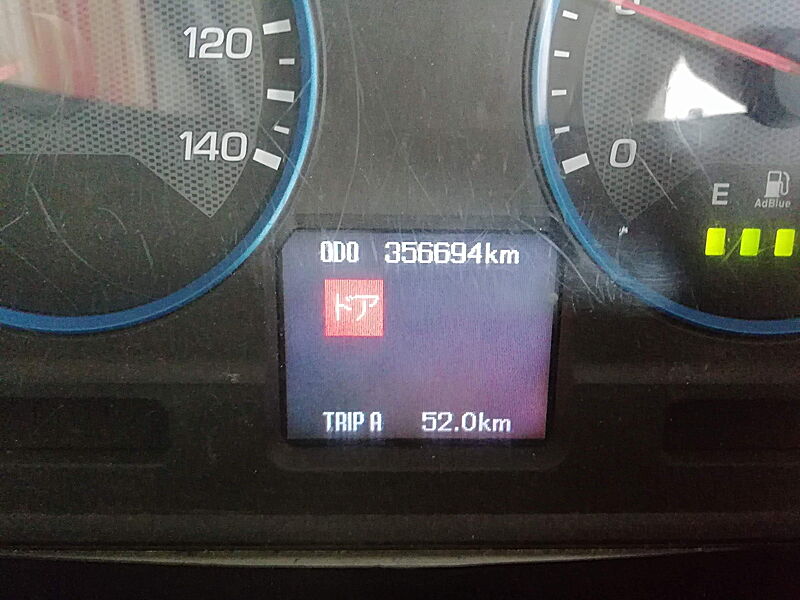 120
140
0
E
AdBlue
ODO 356694km
ドア
TRIP A 52.0km